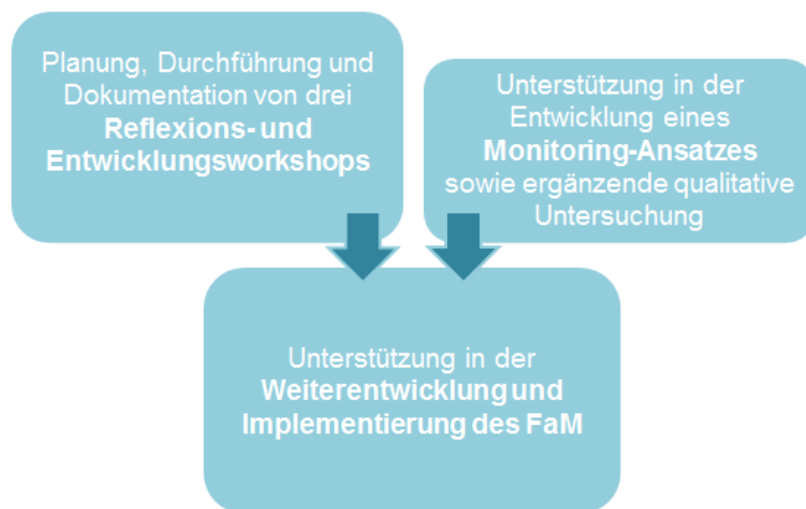 Planung, Durchführung und
Dokumentation von drei
Reflexions- und
Entwicklungsworkshops
Unterstützung in der
Entwicklung eines
Monitoring-Ansatzes
sowie ergänzende qualitative
Untersuchung
Unterstützung in der
Weiterentwicklung und
Implementierung des FaM